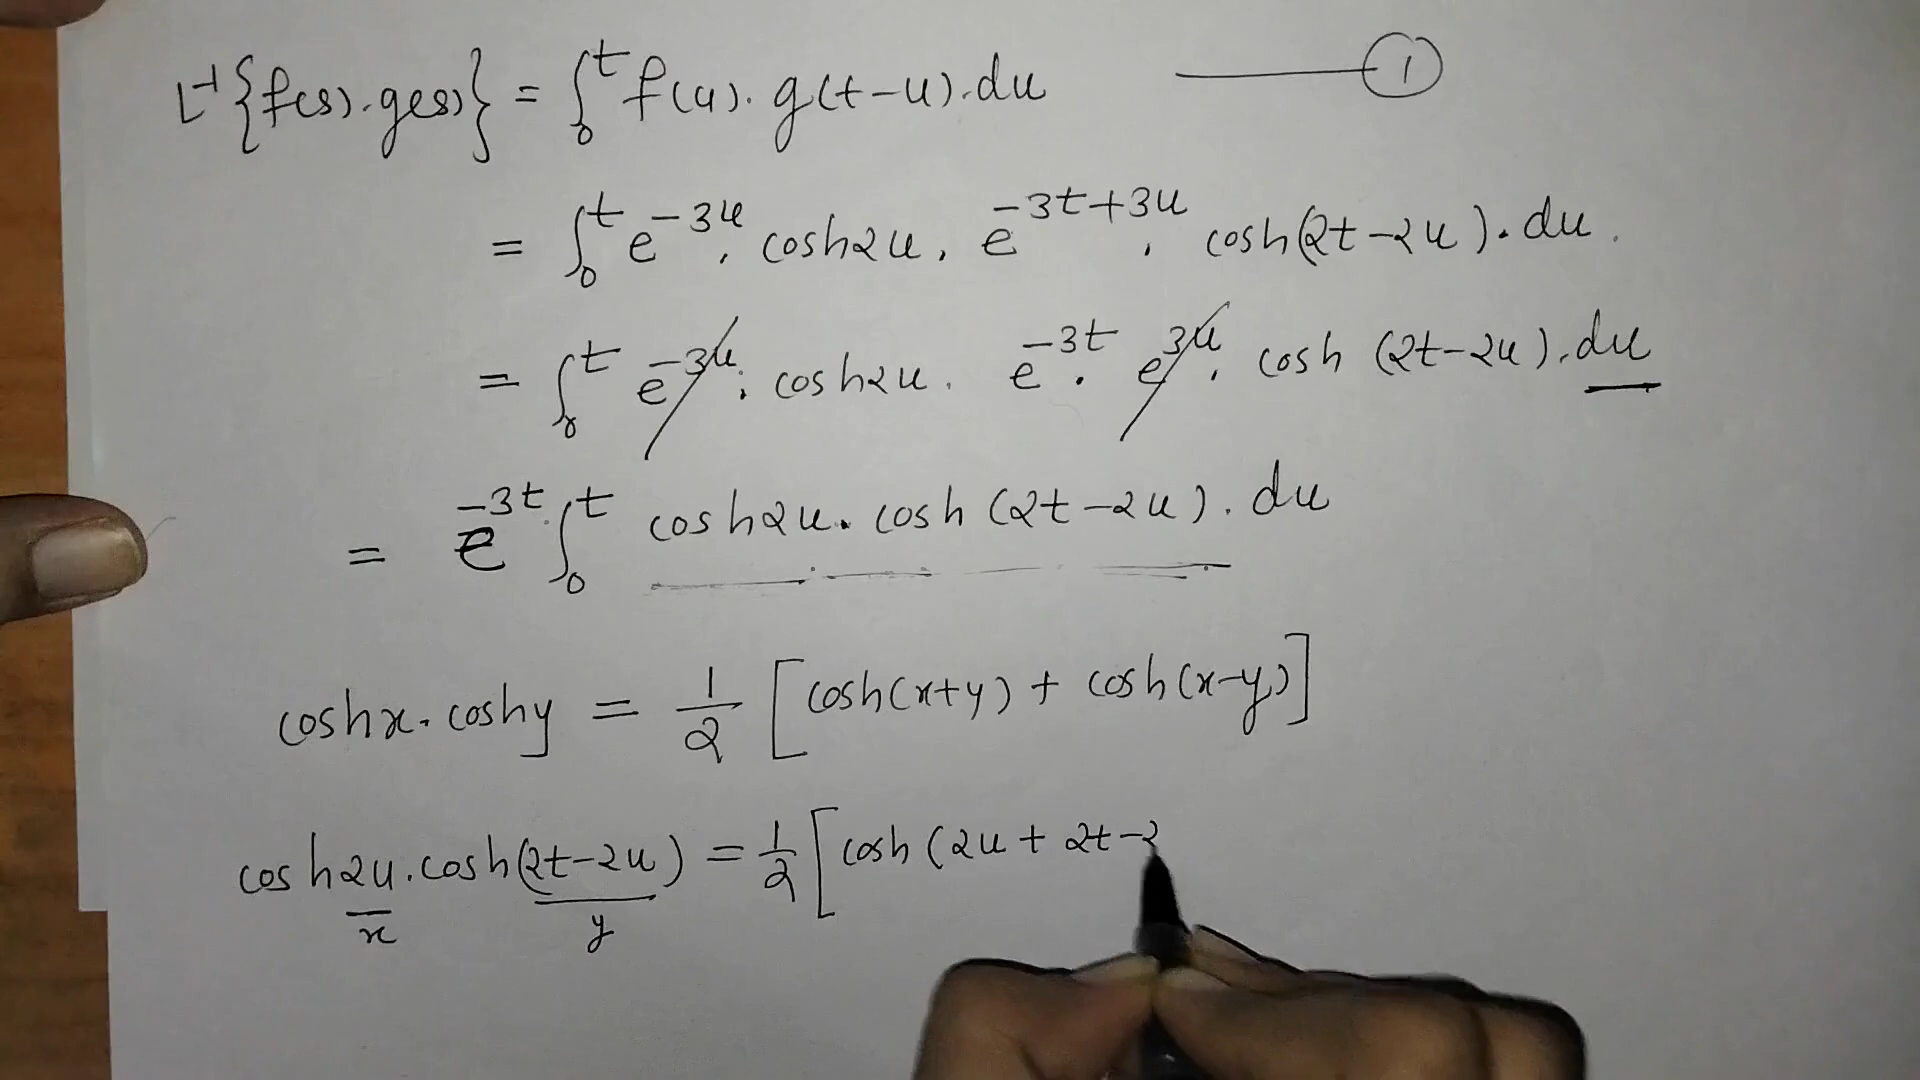 L⁻¹{f(s).g(s)} = ∫₀ᵗ f(u). g(t-u).du ——— ①
= ∫₀ᵗ e^{-3u}. cosh2u. e^{-3t+3u}. cosh(2t-2u).du.
= ∫₀ᵗ e^{-3u}. cosh2u. e^{-3t}. e^{3u}. cosh (2t-2u).du
= e^{-3t}.∫₀ᵗ cosh2u. cosh (2t-2u). du
coshx.coshy = 1/2 [cosh(x+y) + cosh(x-y)]
cosh2u.cosh(2t-2u) = 1/2 [cosh (2u + 2t-2
x y